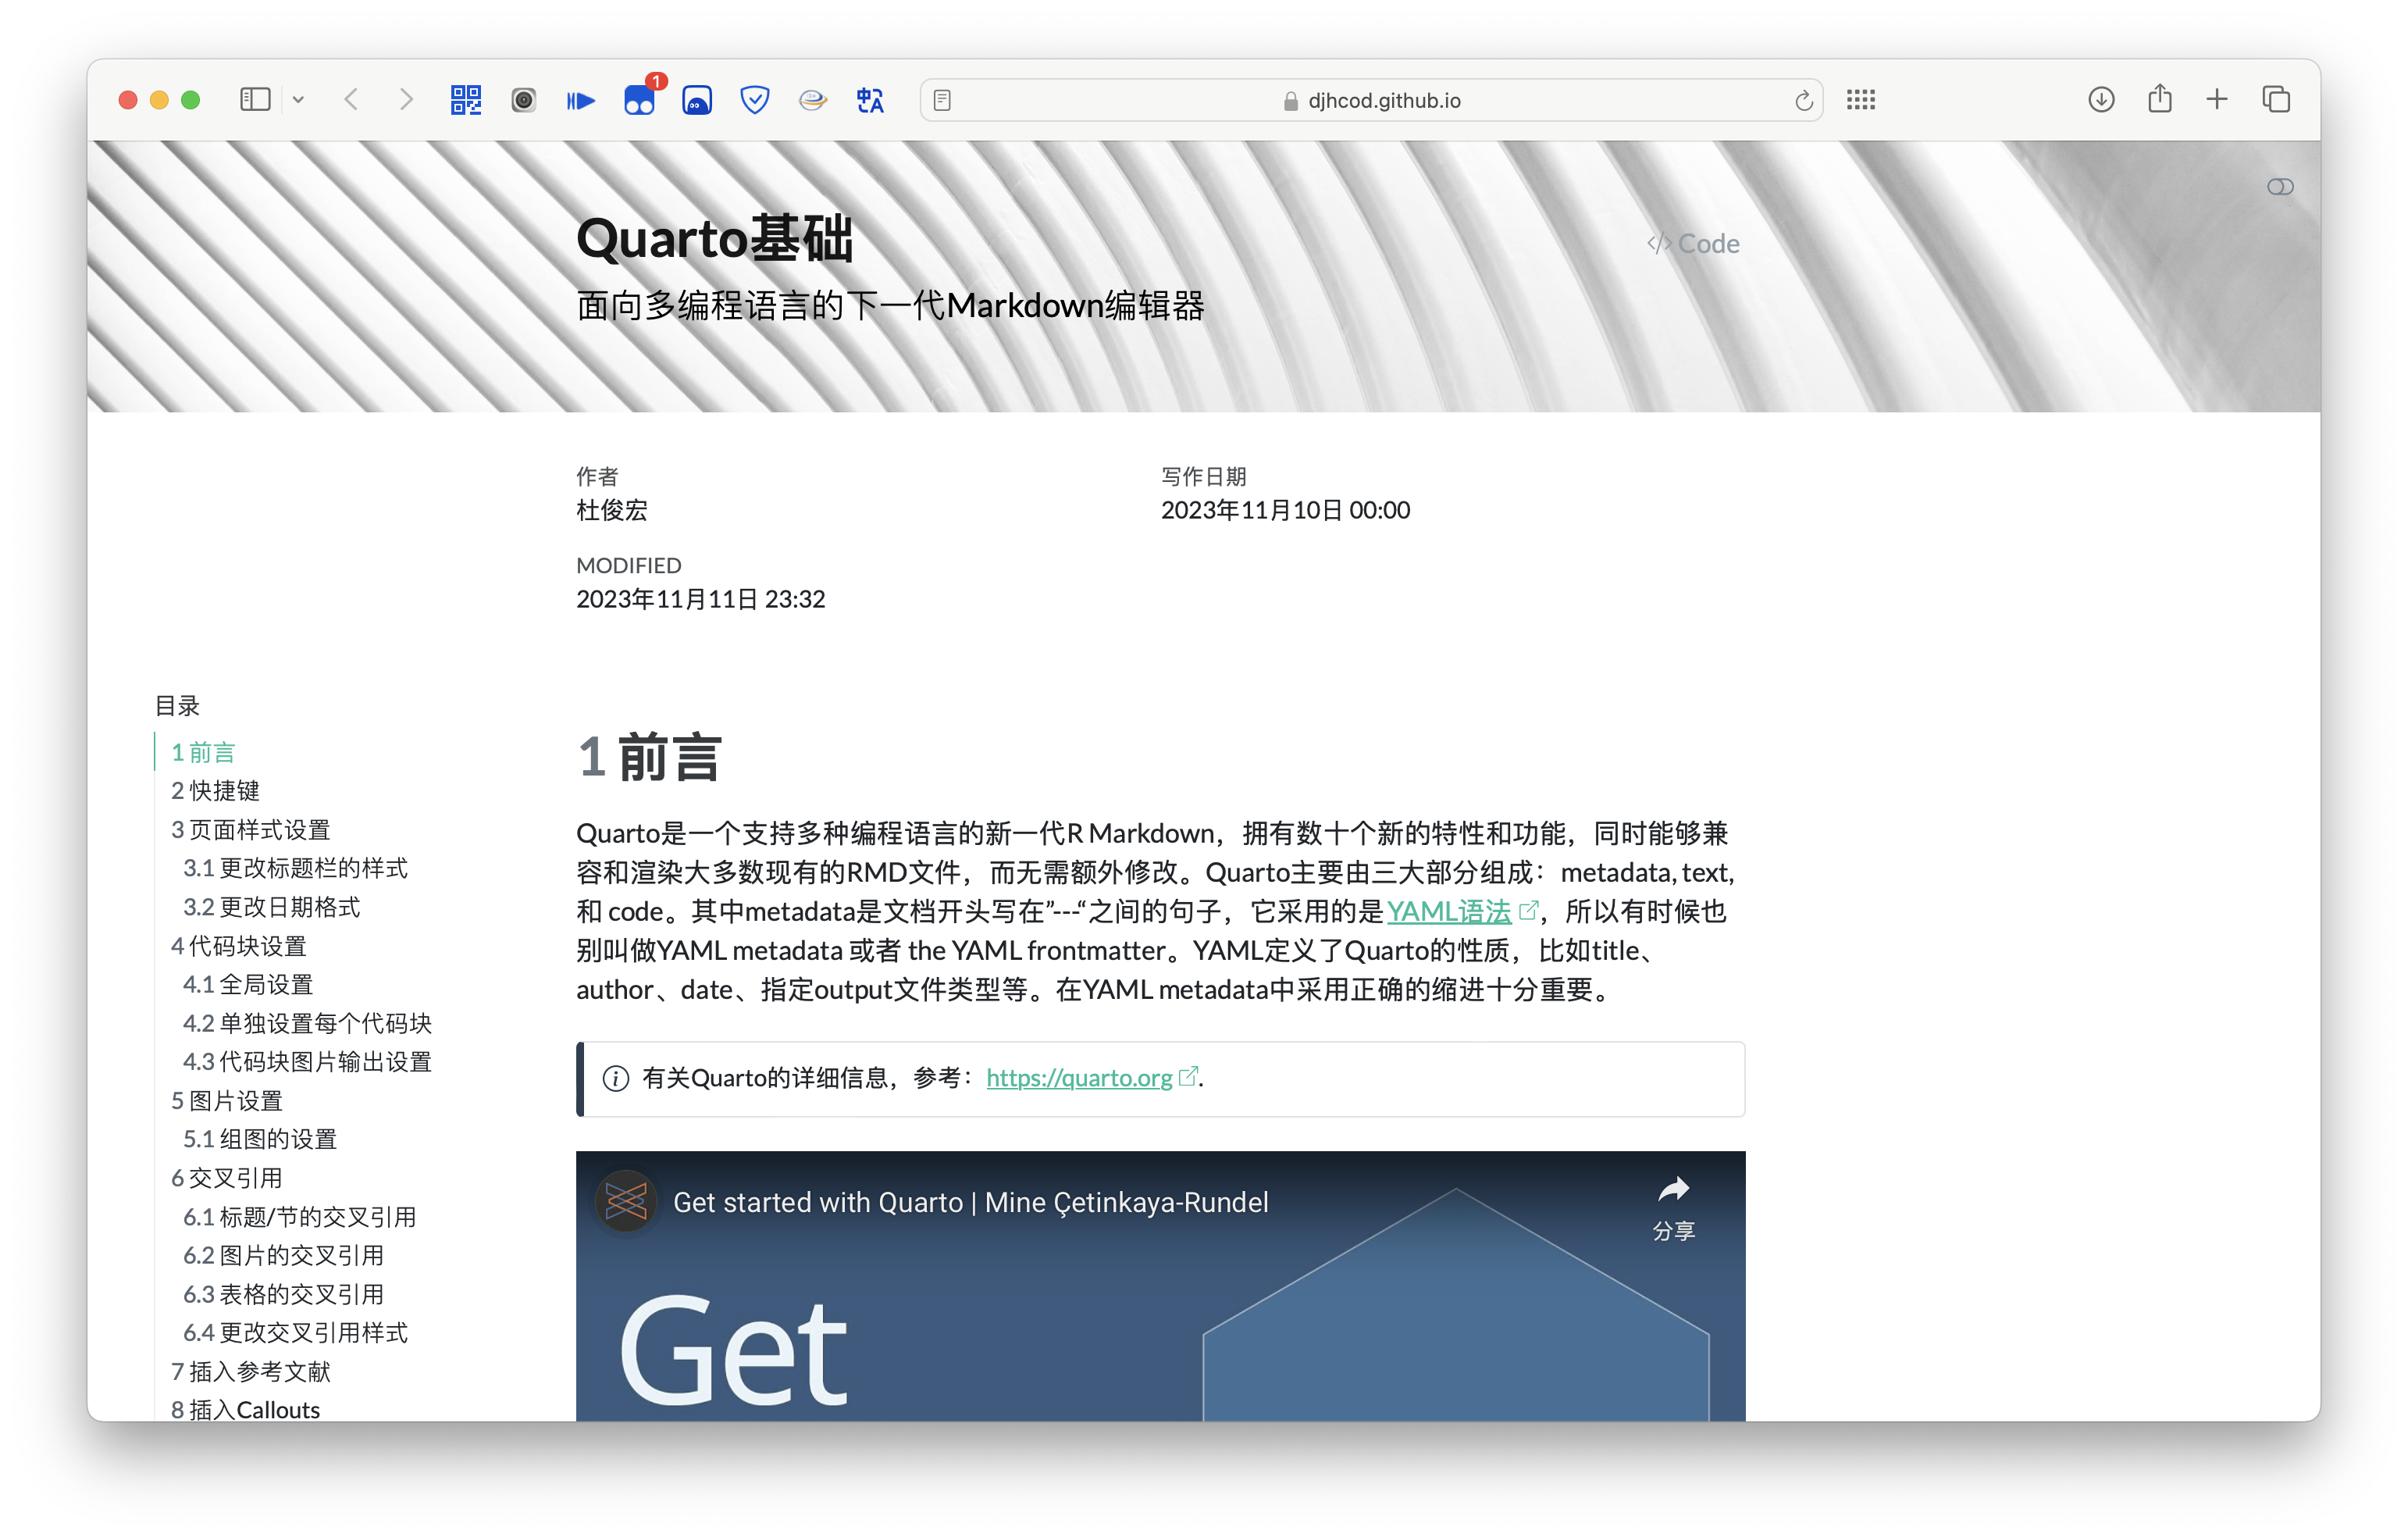 1
djhcod.github.io
Quarto基础
</> Code
面向多编程语言的下一代Markdown编辑器
作者
杜俊宏
写作日期
2023年11月10日 00:00
MODIFIED
2023年11月11日 23:32
目录
1 前言
2 快捷键
3 页面样式设置
3.1 更改标题栏的样式
3.2 更改日期格式
4 代码块设置
4.1 全局设置
4.2 单独设置每个代码块
4.3 代码块图片输出设置
5 图片设置
5.1 组图的设置
6 交叉引用
6.1 标题/节的交叉引用
6.2 图片的交叉引用
6.3 表格的交叉引用
6.4 更改交叉引用样式
7 插入参考文献
8 插入Callouts
1 前言
Quarto是一个支持多种编程语言的新一代R Markdown，拥有数十个新的特性和功能，同时能够兼
容和渲染大多数现有的RMD文件，而无需额外修改。Quarto主要由三大部分组成：metadata, text,
和 code。其中metadata是文档开头写在”---“之间的句子，它采用的是YAML语法，所以有时候也
别叫做YAML metadata 或者 the YAML frontmatter。YAML定义了Quarto的性质，比如title、
author、date、指定output文件类型等。在YAML metadata中采用正确的缩进十分重要。
有关Quarto的详细信息，参考：https://quarto.org.
Get started with Quarto | Mine Çetinkaya-Rundel
分享
Get